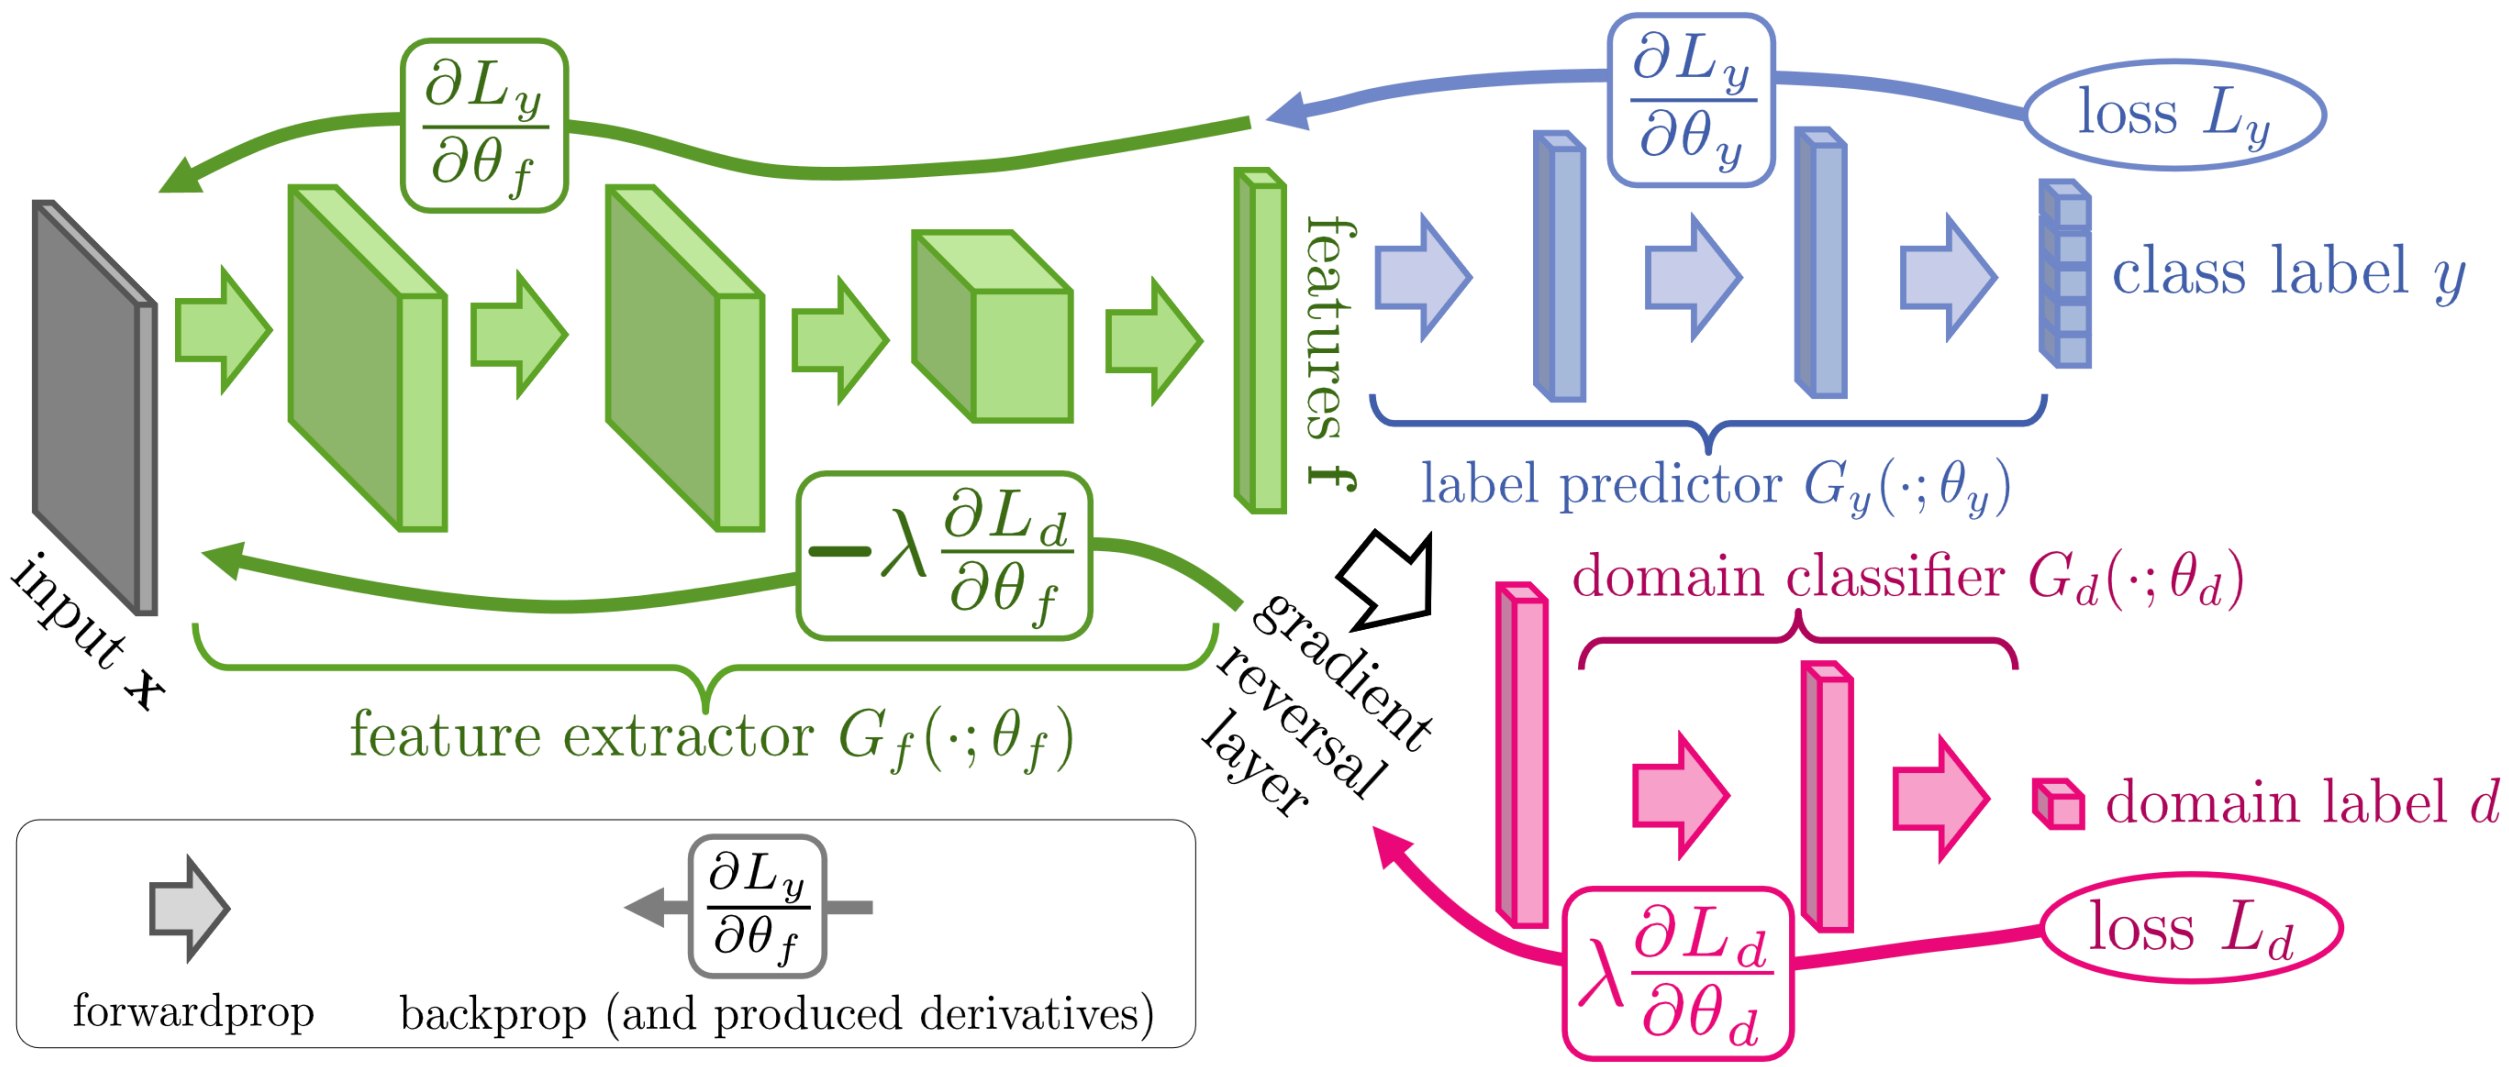 ∂L_y/∂θ_f
∂L_y/∂θ_y
loss L_y
features f
class label y
label predictor G_y(·; θ_y)
input x
−λ ∂L_d/∂θ_f
domain classifier G_d(·; θ_d)
gradient
reversal
layer
feature extractor G_f(·; θ_f)
domain label d
λ ∂L_d/∂θ_d
loss L_d
∂L_y/∂θ_f
forwardprop
backprop (and produced derivatives)